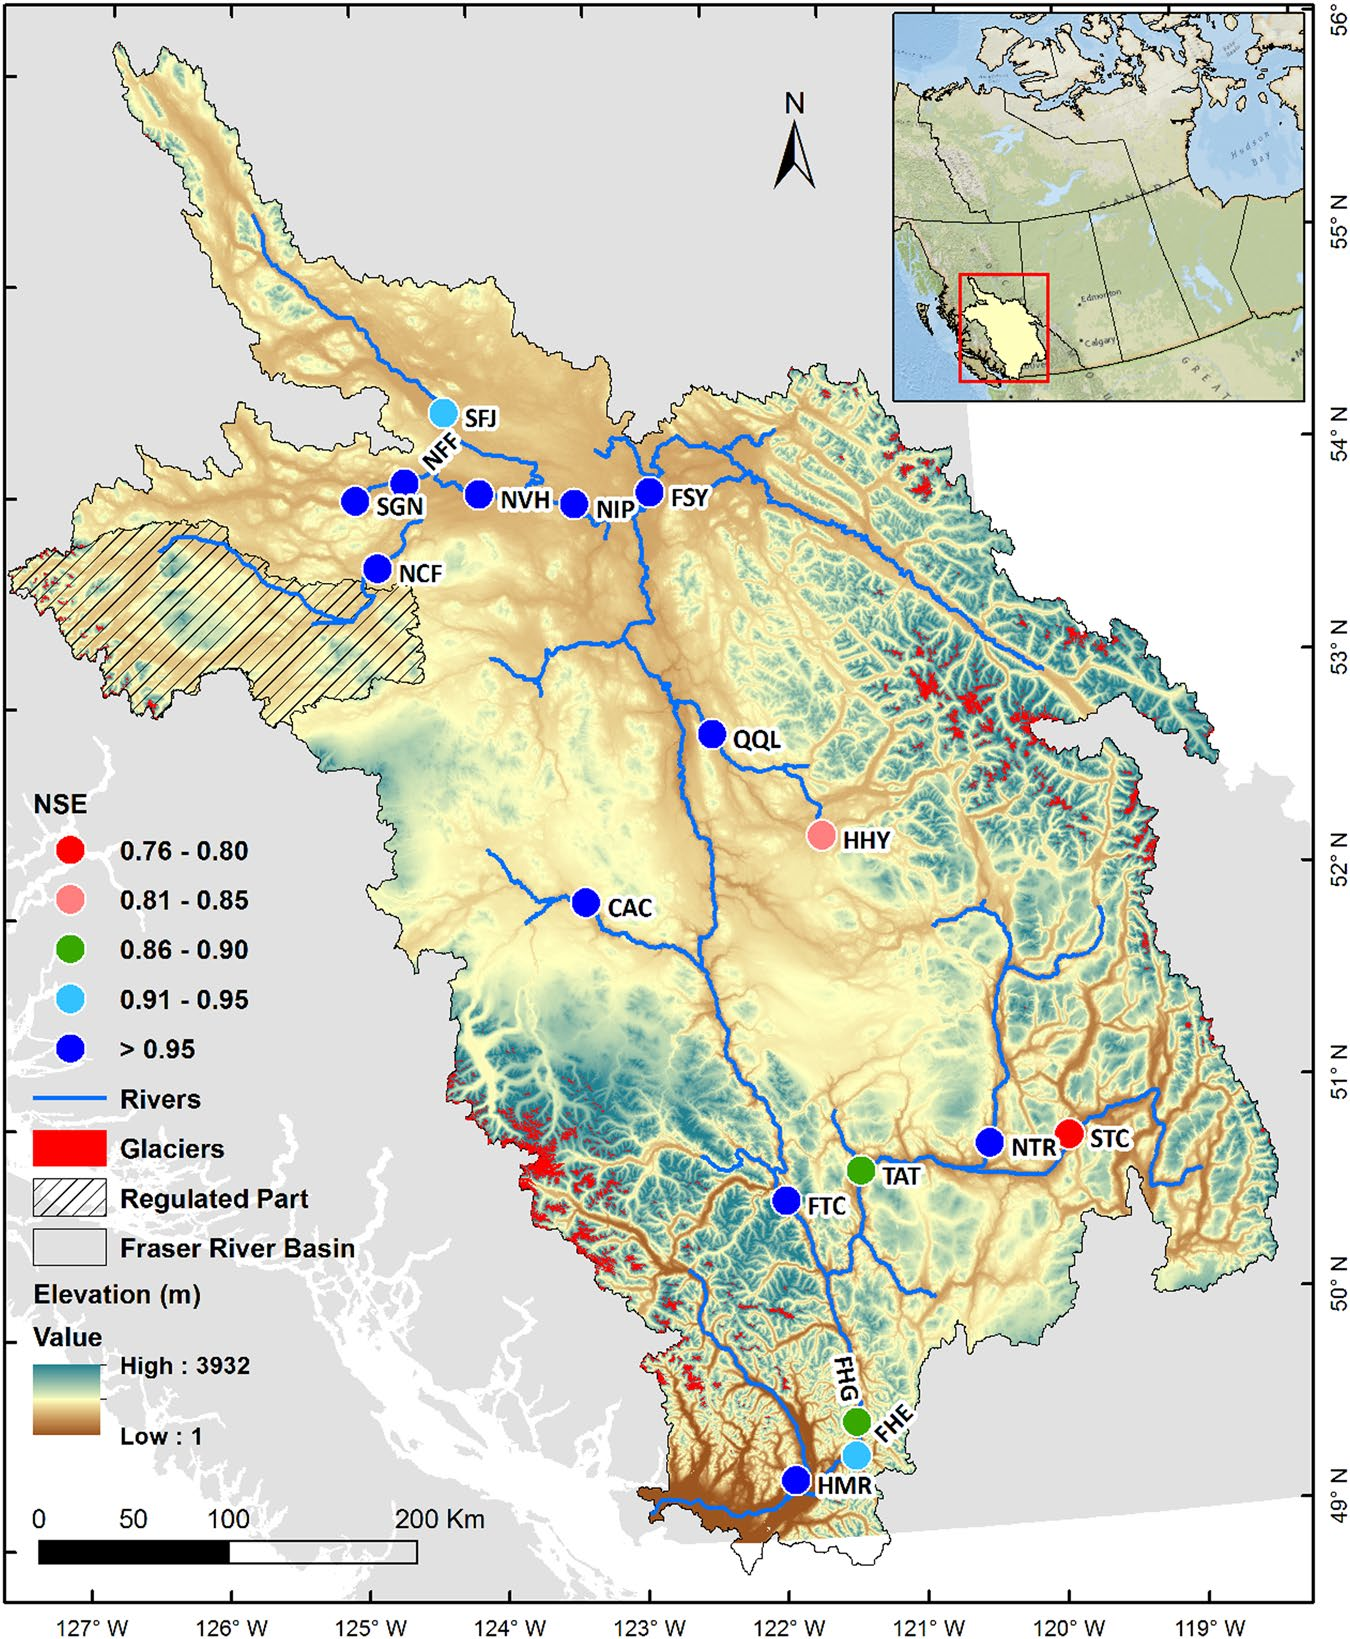 56°
55° N
54° N
53° N
52° N
51° N
50° N
49° N
N
Hudson
Bay
CANADA
Edmonton
Calgary
GREAT
SFJ
NFF
SGN
NVH
NIP
FSY
NCF
QQL
HHY
CAC
NTR
STC
TAT
FTC
FHG
FHE
HMR
NSE
0.76 - 0.80
0.81 - 0.85
0.86 - 0.90
0.91 - 0.95
> 0.95
Rivers
Glaciers
Regulated Part
Fraser River Basin
Elevation (m)
Value
High : 3932
Low : 1
0 50 100 200 Km
127° W 126° W 125° W 124° W 123° W 122° W 121° W 120° W 119° W